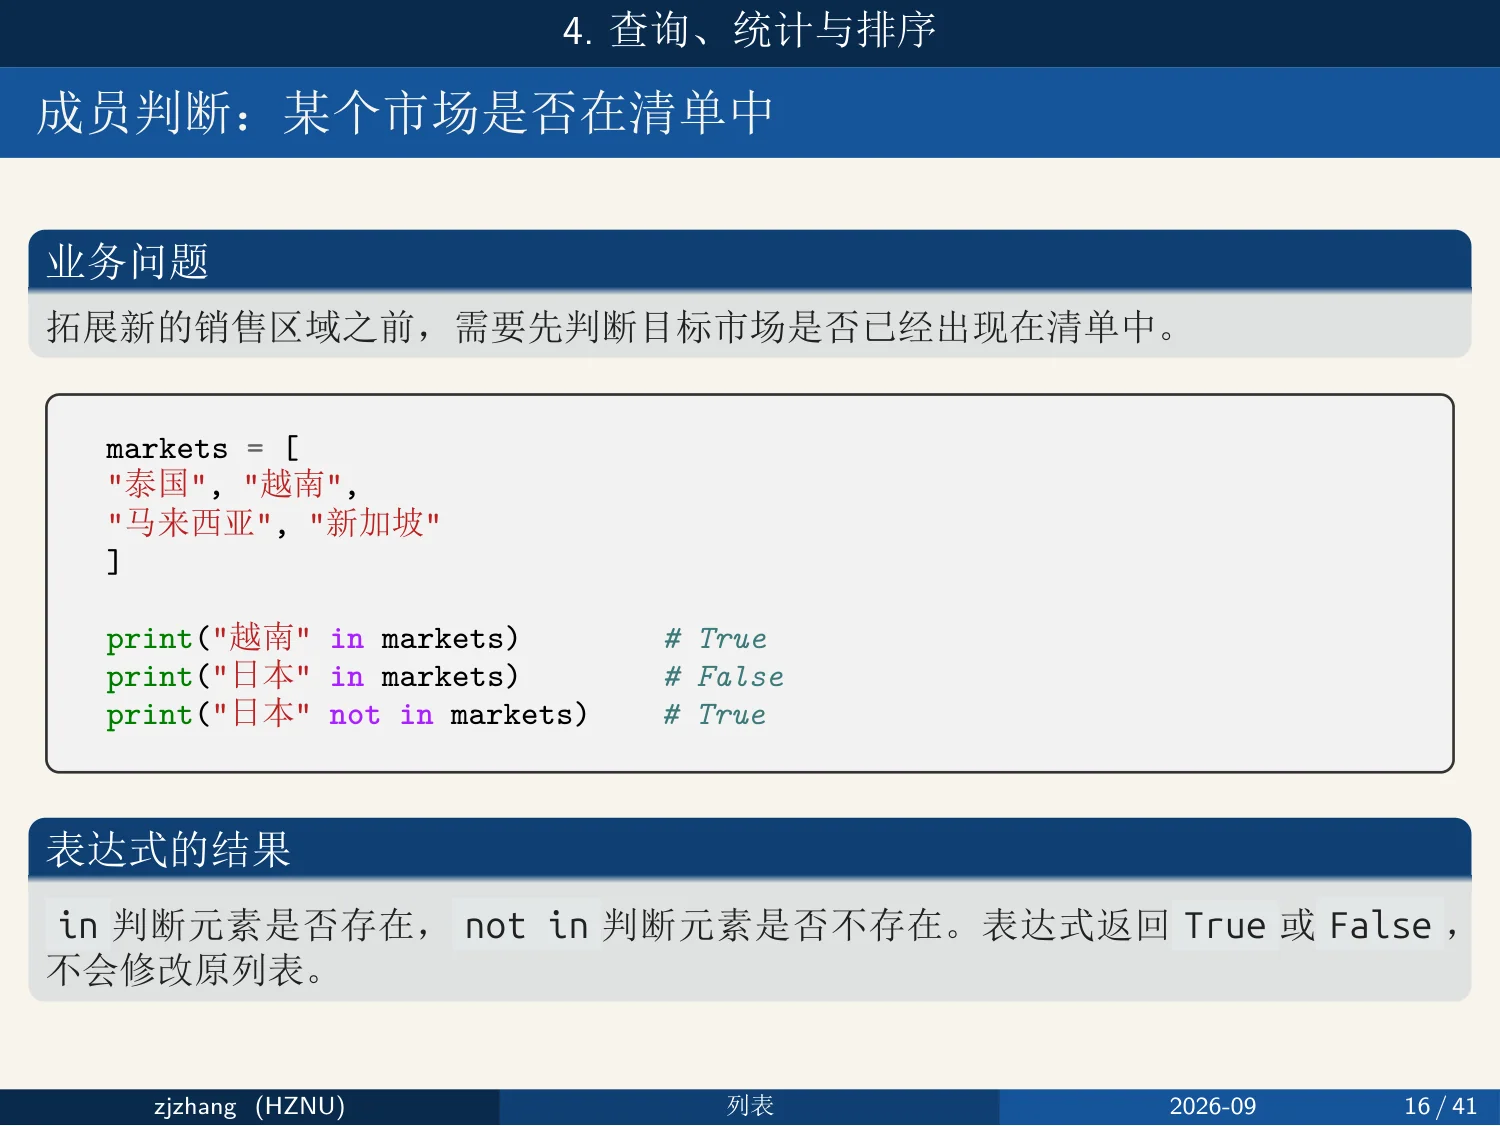 4. 查询、统计与排序
成员判断：某个市场是否在清单中
业务问题
拓展新的销售区域之前，需要先判断目标市场是否已经出现在清单中。
markets = [
"泰国", "越南",
"马来西亚", "新加坡"
]
print("越南" in markets)        # True
print("日本" in markets)        # False
print("日本" not in markets)    # True
表达式的结果
in 判断元素是否存在，not in 判断元素是否不存在。表达式返回 True 或 False，
不会修改原列表。
zjzhang (HZNU) 列表 2026-09 16 / 41